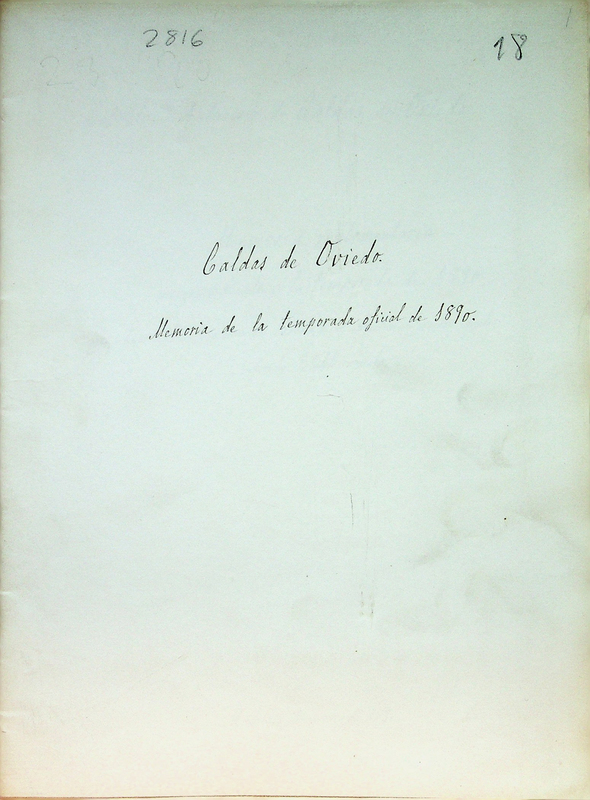 2816
18
Caldas de Oviedo.
Memoria de la temporada oficial de 1890.